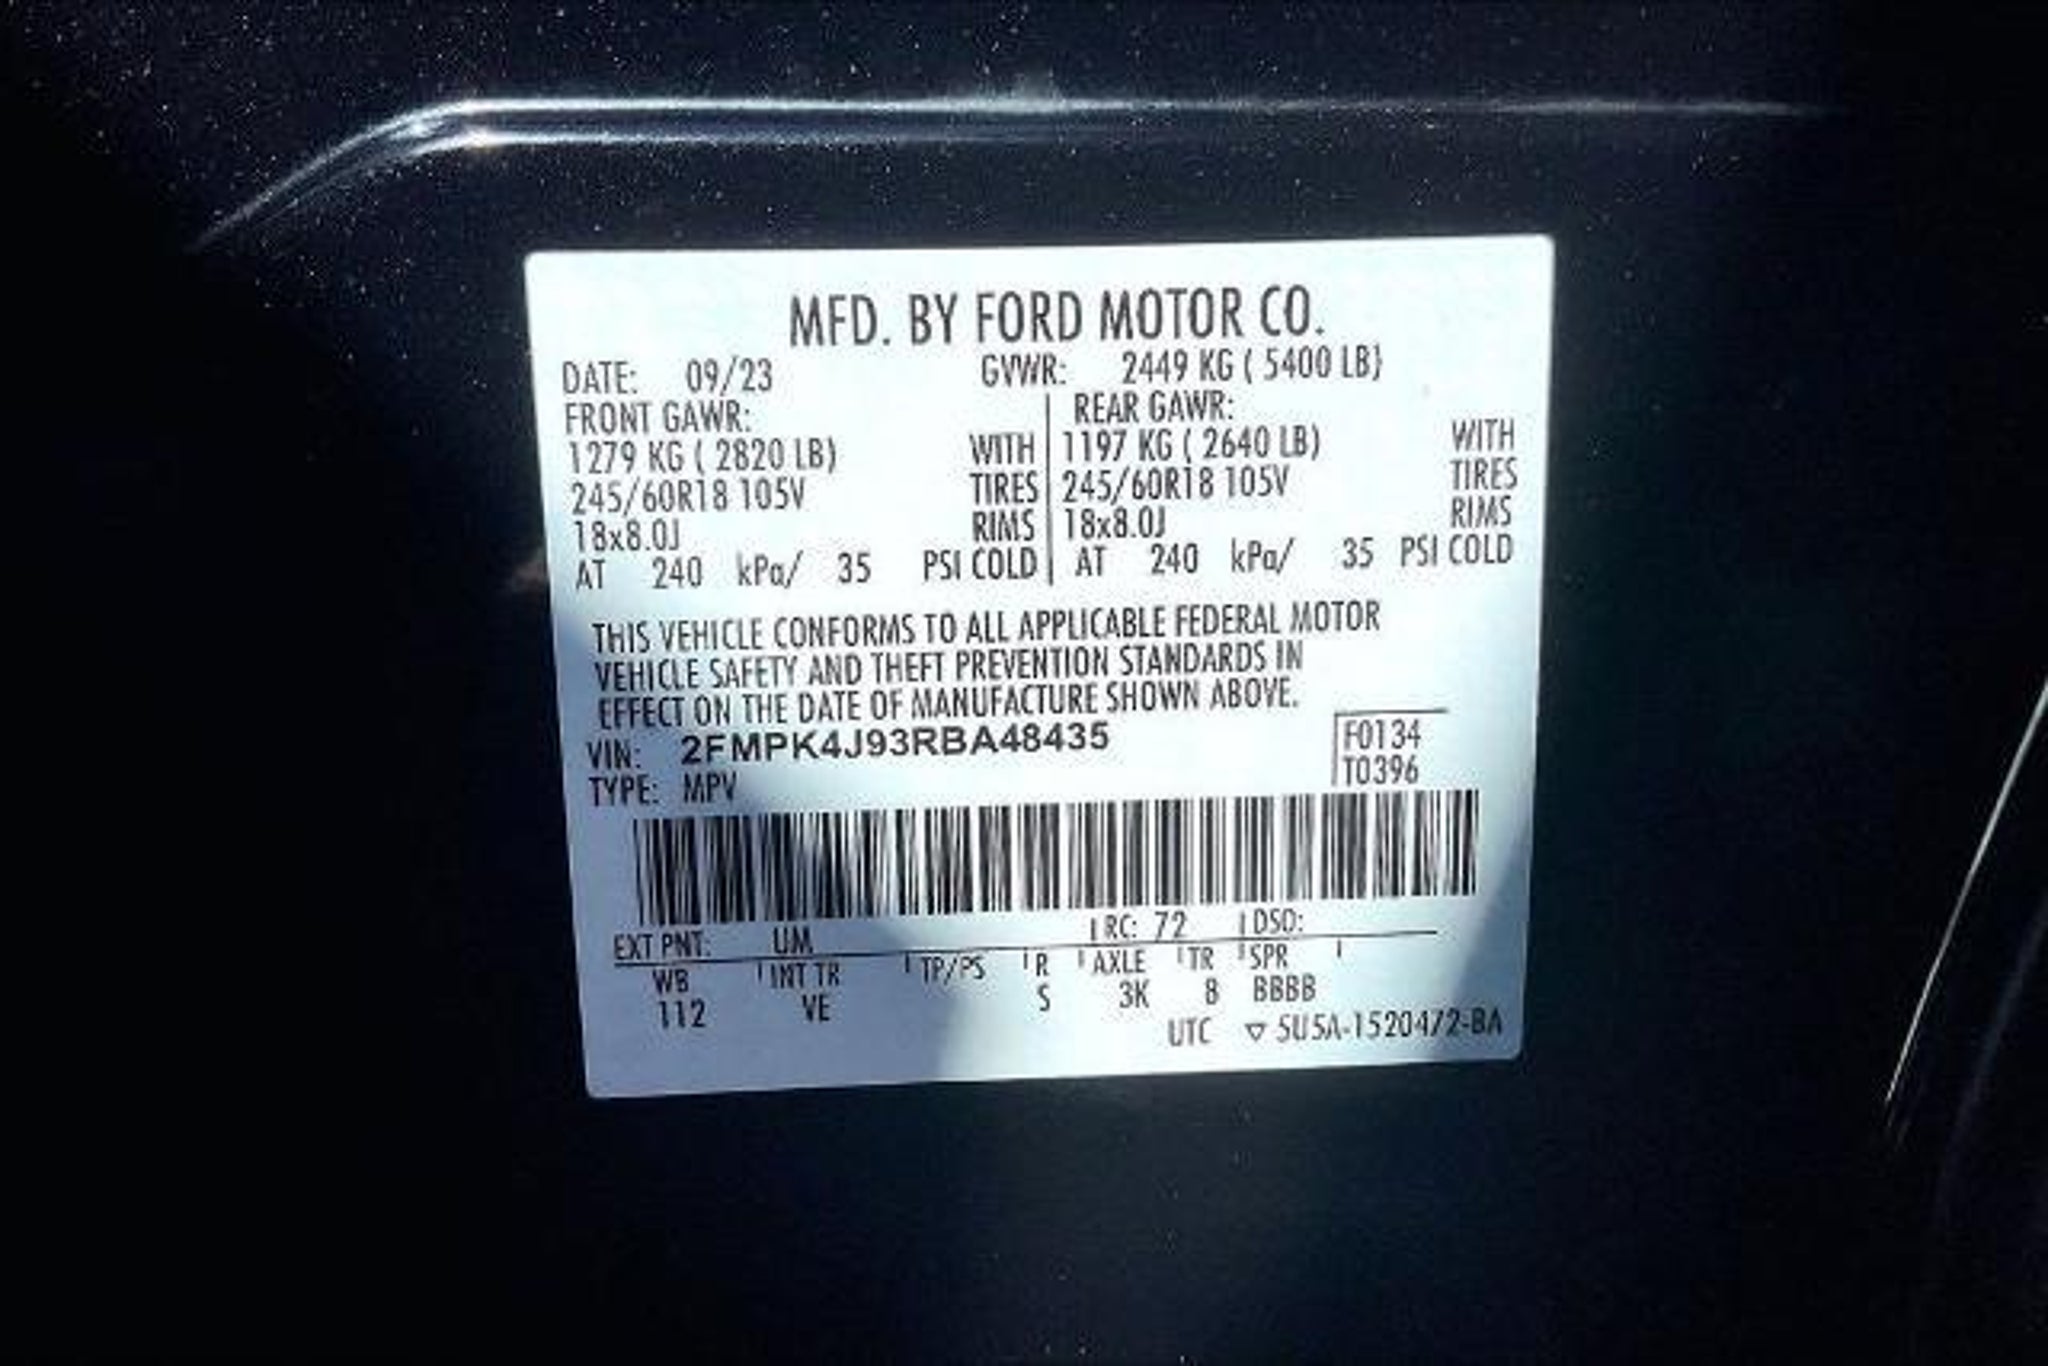 MFD. BY FORD MOTOR CO.
DATE: 09/23 GVWR: 2449 KG ( 5400 LB)
FRONT GAWR: REAR GAWR:
1279 KG ( 2820 LB) WITH 1197 KG ( 2640 LB) WITH
245/60R18 105V TIRES 245/60R18 105V TIRES
18x8.0J RIMS 18x8.0J RIMS
AT 240 kPa/ 35 PSI COLD AT 240 kPa/ 35 PSI COLD
THIS VEHICLE CONFORMS TO ALL APPLICABLE FEDERAL MOTOR
VEHICLE SAFETY AND THEFT PREVENTION STANDARDS IN
EFFECT ON THE DATE OF MANUFACTURE SHOWN ABOVE.
VIN: 2FMPK4J93RBA48435 F0134
TYPE: MPV T0396
EXT PNT: UM RC: 72 DSO:
WB INT TR TP/PS R AXLE TR SPR
112 VE S 3K 8 BBBB
UTC ▽ 5U5A-1520472-BA